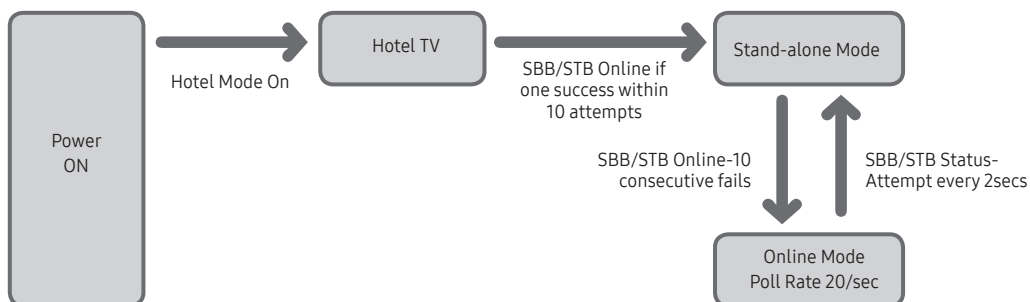 Power
ON
Hotel Mode On
Hotel TV
SBB/STB Online if
one success within
10 attempts
Stand-alone Mode
SBB/STB Online-10
consecutive fails
SBB/STB Status-
Attempt every 2secs
Online Mode
Poll Rate 20/sec